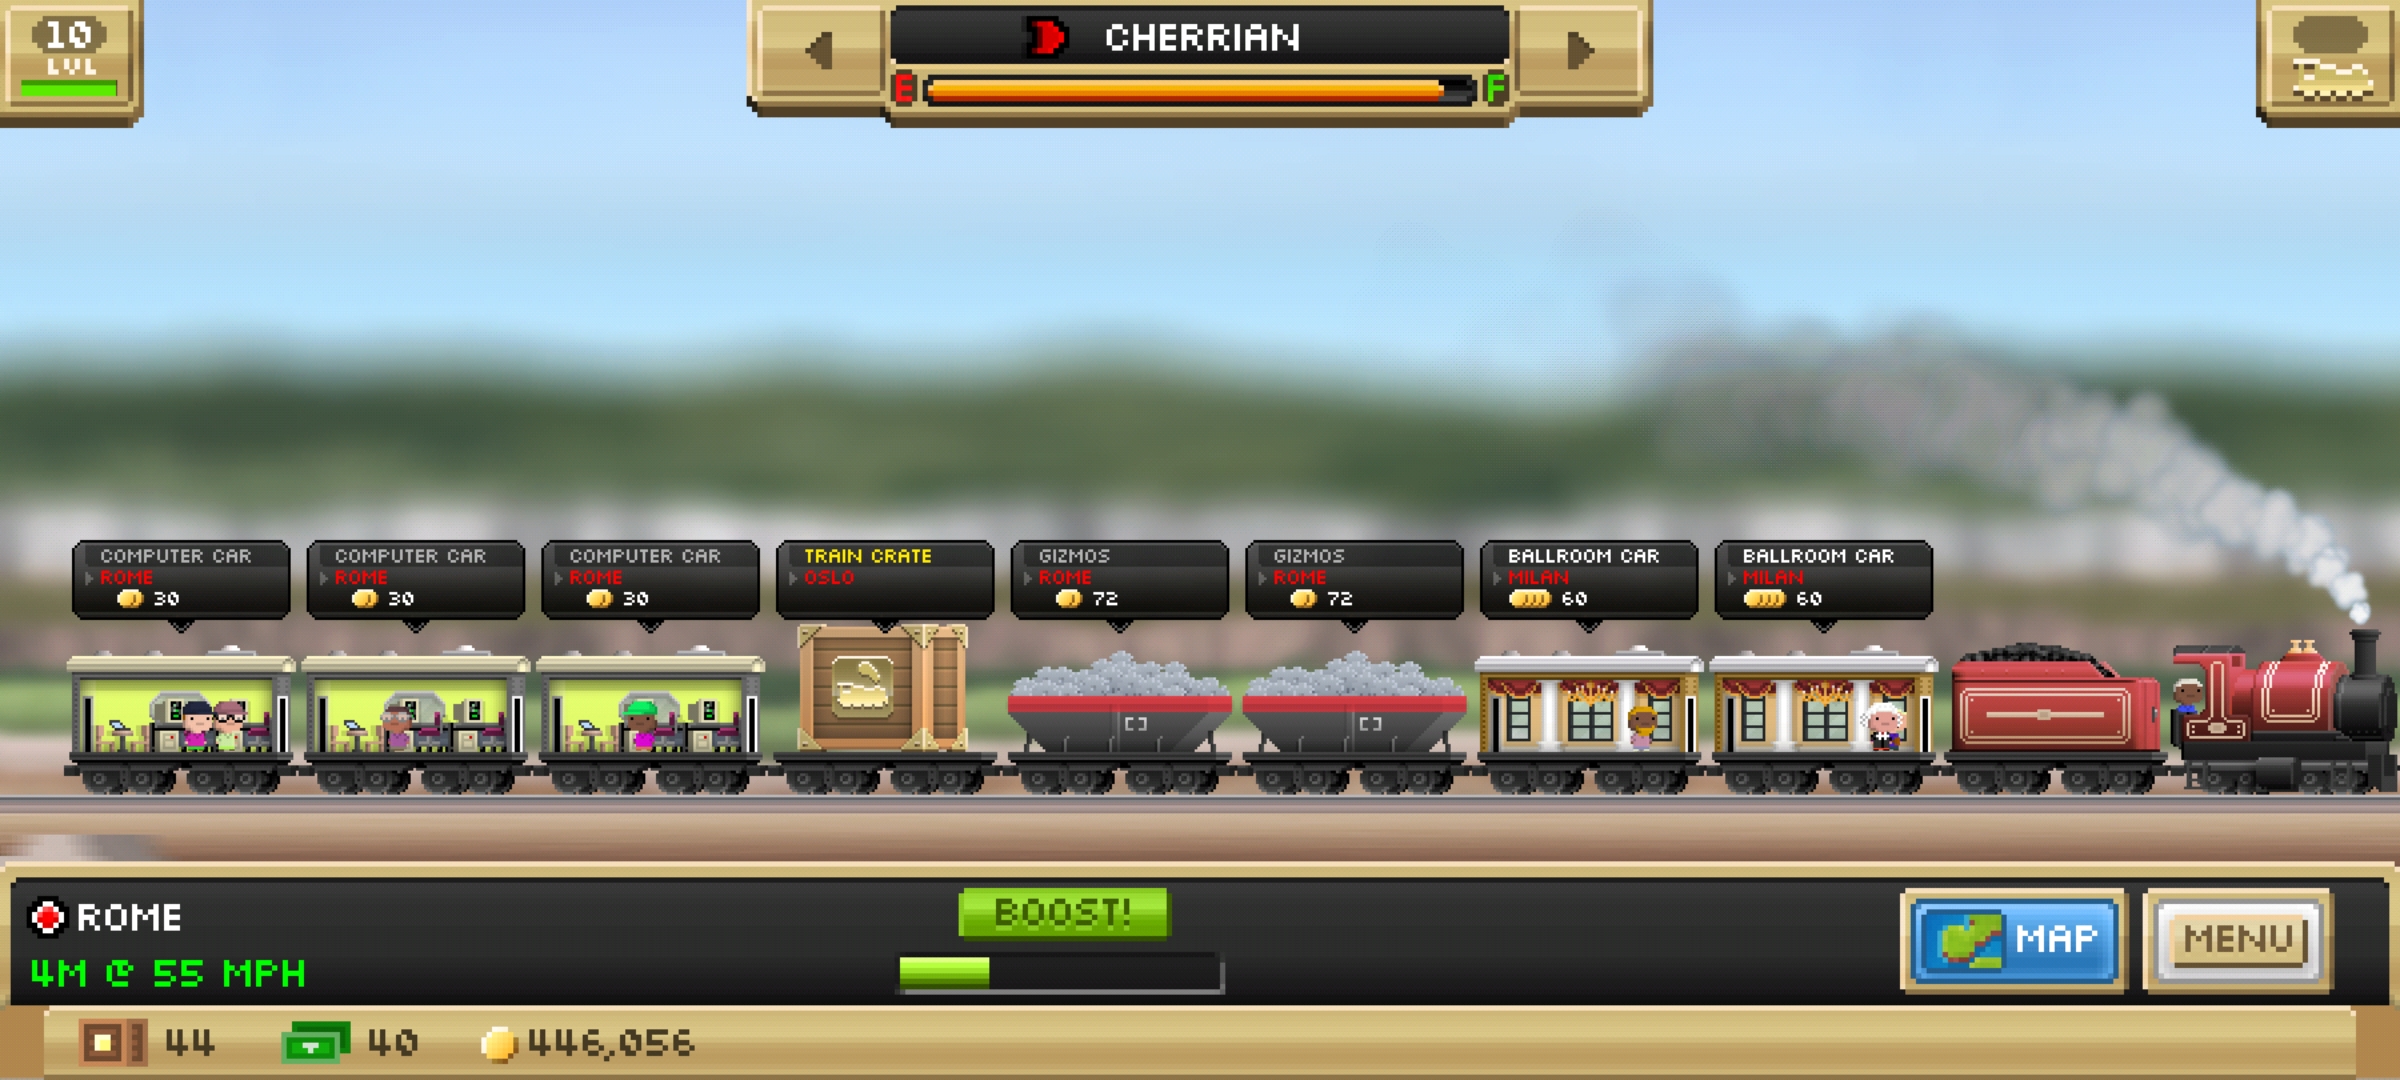 10
LVL
CHERRIAN
E F
COMPUTER CAR
ROME
30
COMPUTER CAR
ROME
30
COMPUTER CAR
ROME
30
TRAIN CRATE
OSLO
GIZMOS
ROME
72
GIZMOS
ROME
72
BALLROOM CAR
MILAN
60
BALLROOM CAR
MILAN
60
ROME
4M @ 55 MPH
BOOST!
MAP
MENU
44
40
446,056